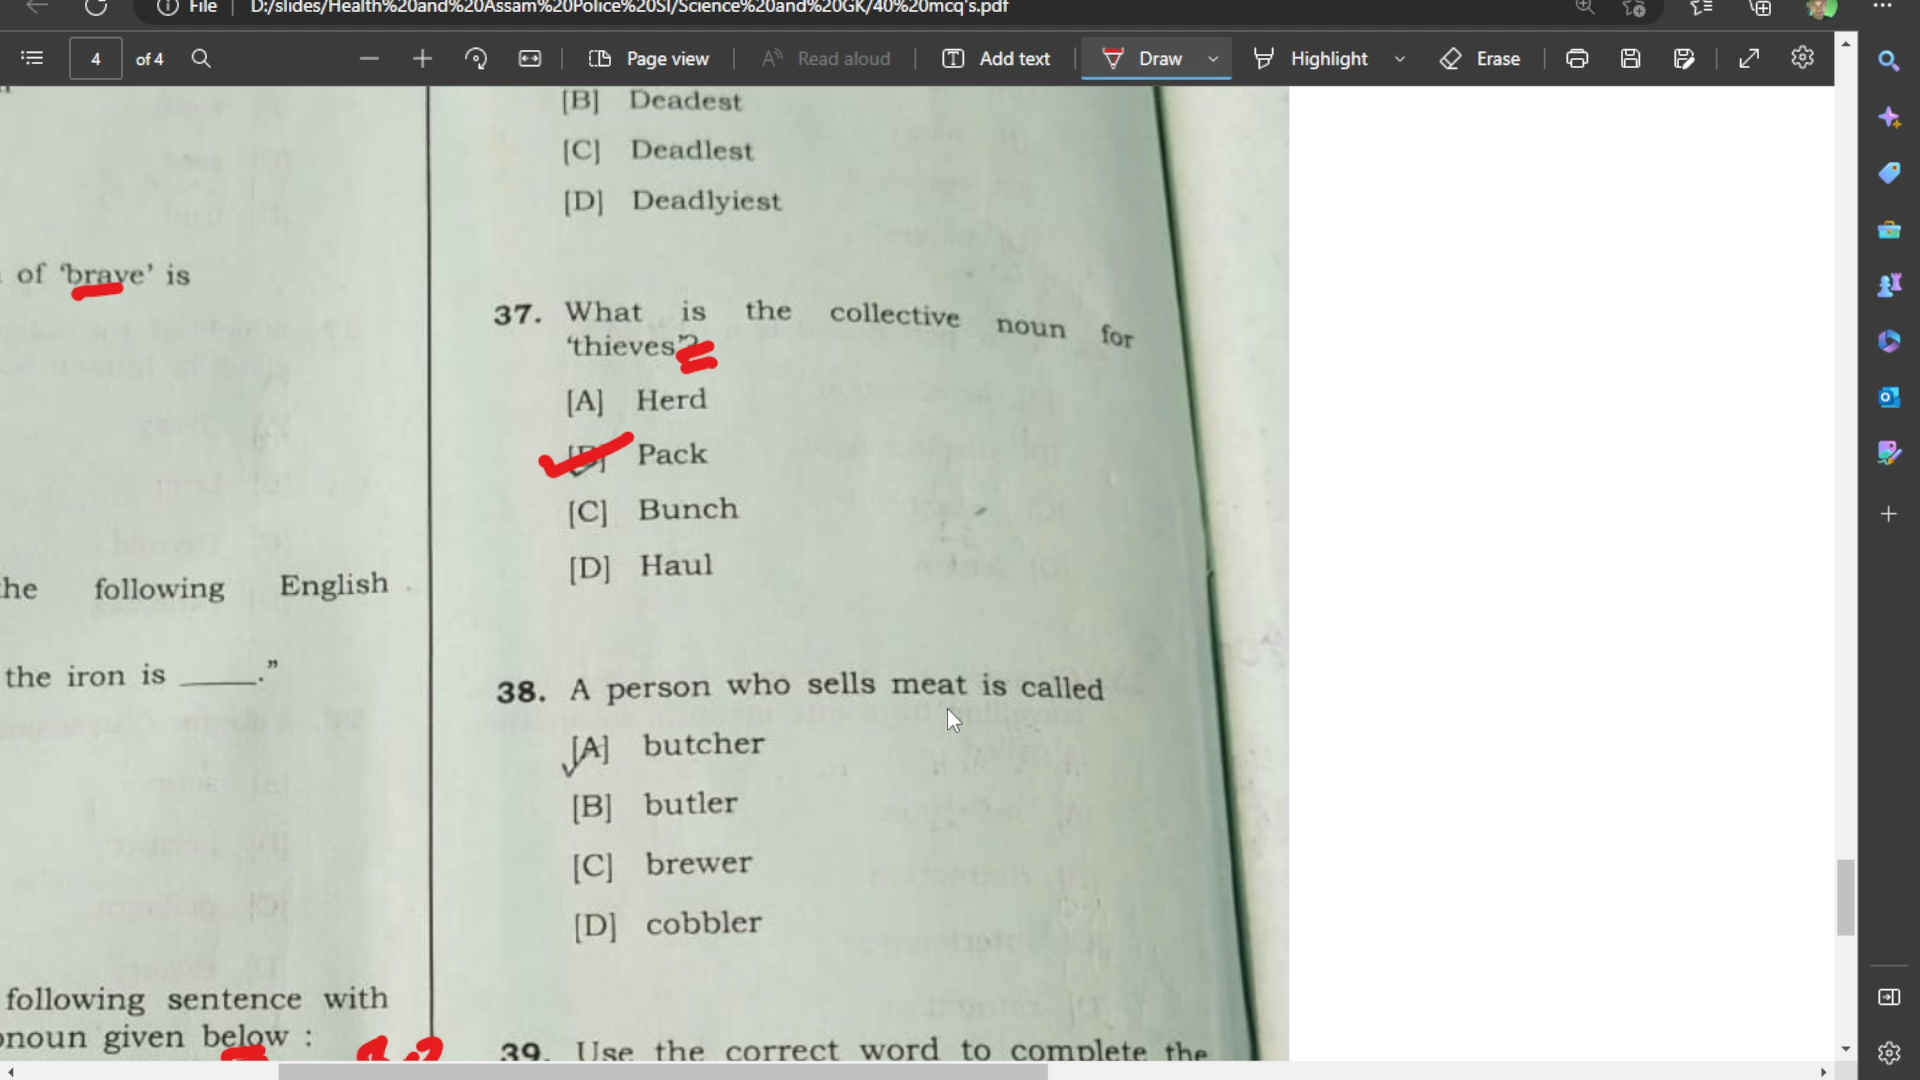 File
D:/slides/Health%20and%20Assam%20Police%20SI/Science%20and%20GK/40%20mcq's.pdf
4 of 4
Page view
Read aloud
Add text
Draw
Highlight
Erase
of 'brave' is
the following English
the iron is _____."
following sentence with
noun given below :
[B] Deadest
[C] Deadlest
[D] Deadlyiest
37. What is the collective noun for
'thieves'?
[A] Herd
[B] Pack
[C] Bunch
[D] Haul
38. A person who sells meat is called
[A] butcher
[B] butler
[C] brewer
[D] cobbler
39. Use the correct word to complete the